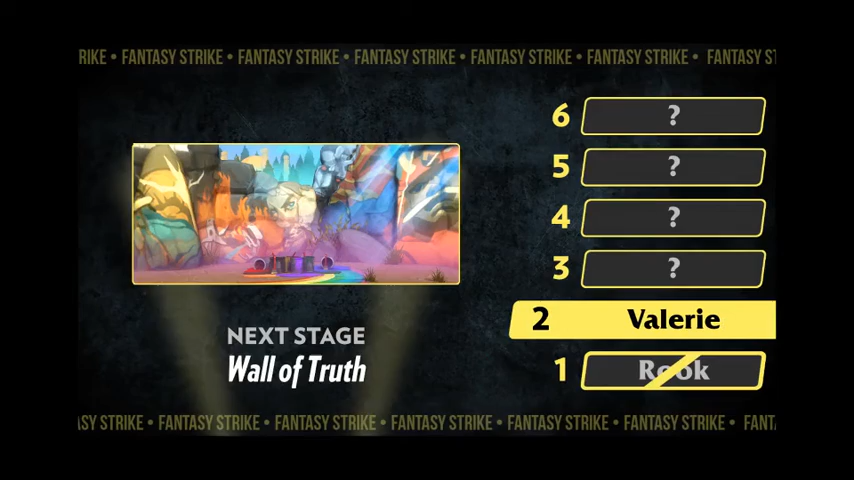 RIKE • FANTASY STRIKE • FANTASY STRIKE • FANTASY STRIKE • FANTASY STRIKE • FANTASY STRIKE • FANTASY ST
6 ?
5 ?
4 ?
3 ?
2 Valerie
1 Rook
NEXT STAGE
Wall of Truth
SY STRIKE • FANTASY STRIKE • FANTASY STRIKE • FANTASY STRIKE • FANTASY STRIKE • FANTASY STRIKE • FANTA